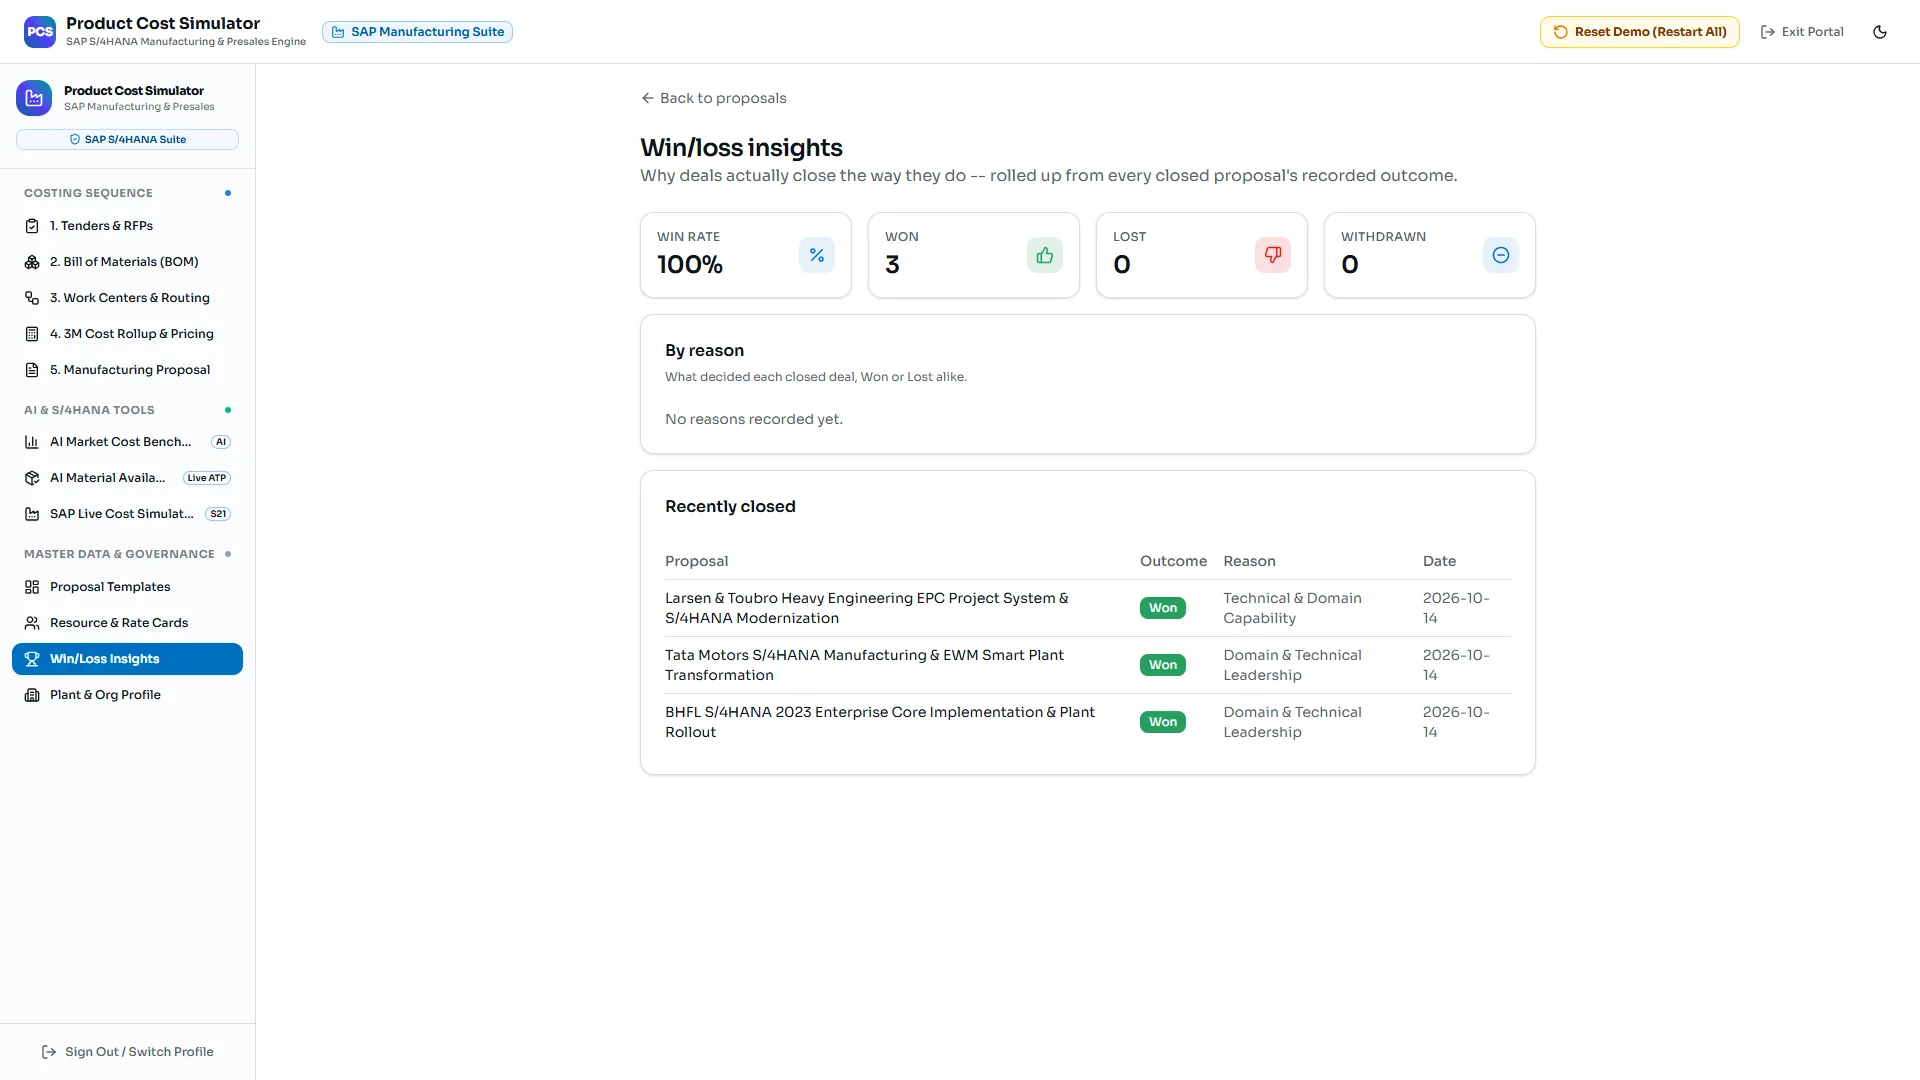 PCS
Product Cost Simulator
SAP S/4HANA Manufacturing & Presales Engine
SAP Manufacturing Suite
Reset Demo (Restart All)
Exit Portal
Product Cost Simulator
SAP Manufacturing & Presales
SAP S/4HANA Suite
COSTING SEQUENCE
1. Tenders & RFPs
2. Bill of Materials (BOM)
3. Work Centers & Routing
4. 3M Cost Rollup & Pricing
5. Manufacturing Proposal
AI & S/4HANA TOOLS
AI Market Cost Bench... AI
AI Material Availa... Live ATP
SAP Live Cost Simulat... S21
MASTER DATA & GOVERNANCE
Proposal Templates
Resource & Rate Cards
Win/Loss Insights
Plant & Org Profile
Sign Out / Switch Profile
Back to proposals
Win/loss insights
Why deals actually close the way they do -- rolled up from every closed proposal's recorded outcome.
WIN RATE
100%
WON
3
LOST
0
WITHDRAWN
0
By reason
What decided each closed deal, Won or Lost alike.
No reasons recorded yet.
Recently closed
Proposal Outcome Reason Date
Larsen & Toubro Heavy Engineering EPC Project System &
S/4HANA Modernization
Won
Technical & Domain
Capability
2026-10-
14
Tata Motors S/4HANA Manufacturing & EWM Smart Plant
Transformation
Won
Domain & Technical
Leadership
2026-10-
14
BHFL S/4HANA 2023 Enterprise Core Implementation & Plant
Rollout
Won
Domain & Technical
Leadership
2026-10-
14